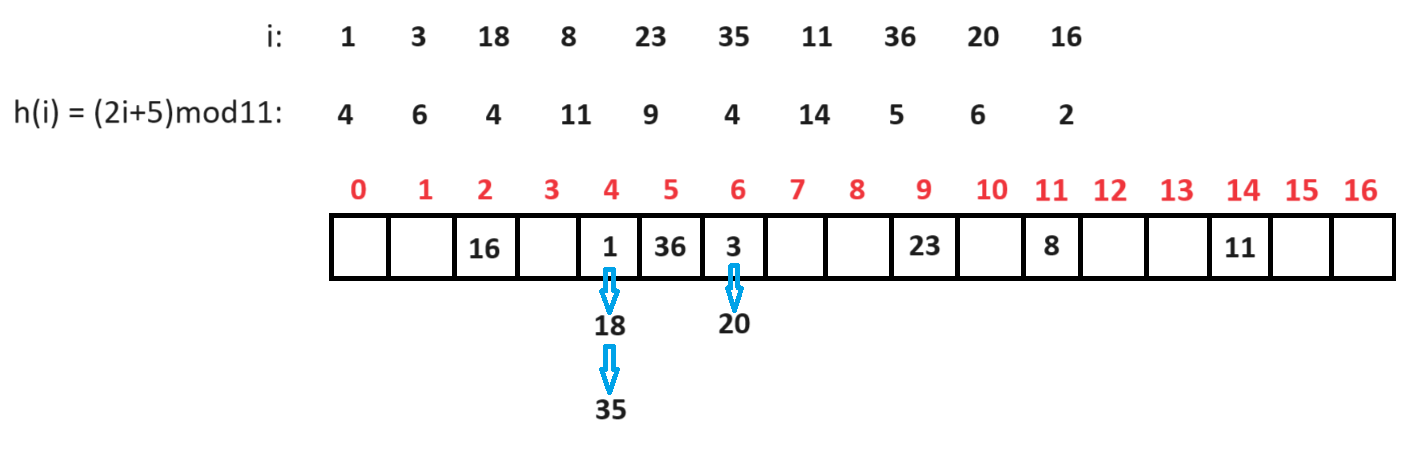 i: 1 3 18 8 23 35 11 36 20 16
h(i) = (2i+5)mod11: 4 6 4 11 9 4 14 5 6 2
0 1 2 3 4 5 6 7 8 9 10 11 12 13 14 15 16
16 1 36 3 23 8 11
18 20
35